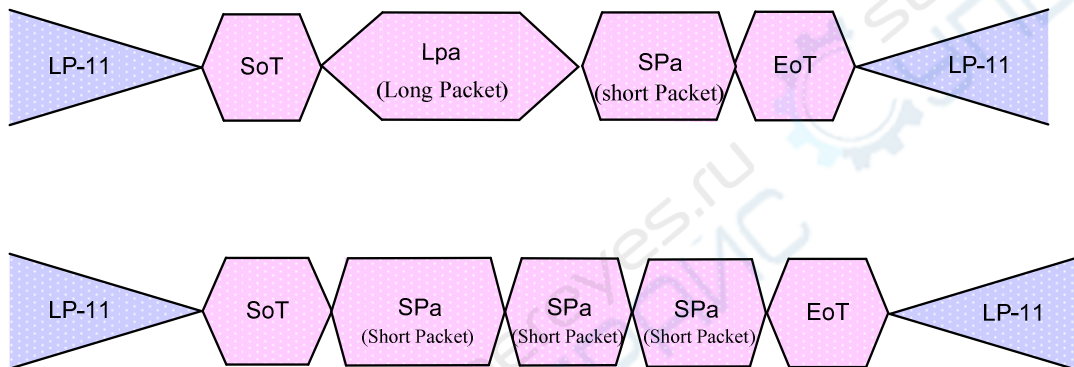 LP-11 SoT Lpa SPa EoT LP-11
(Long Packet) (short Packet)
LP-11 SoT SPa SPa SPa EoT LP-11
(Short Packet) (Short Packet) (Short Packet)